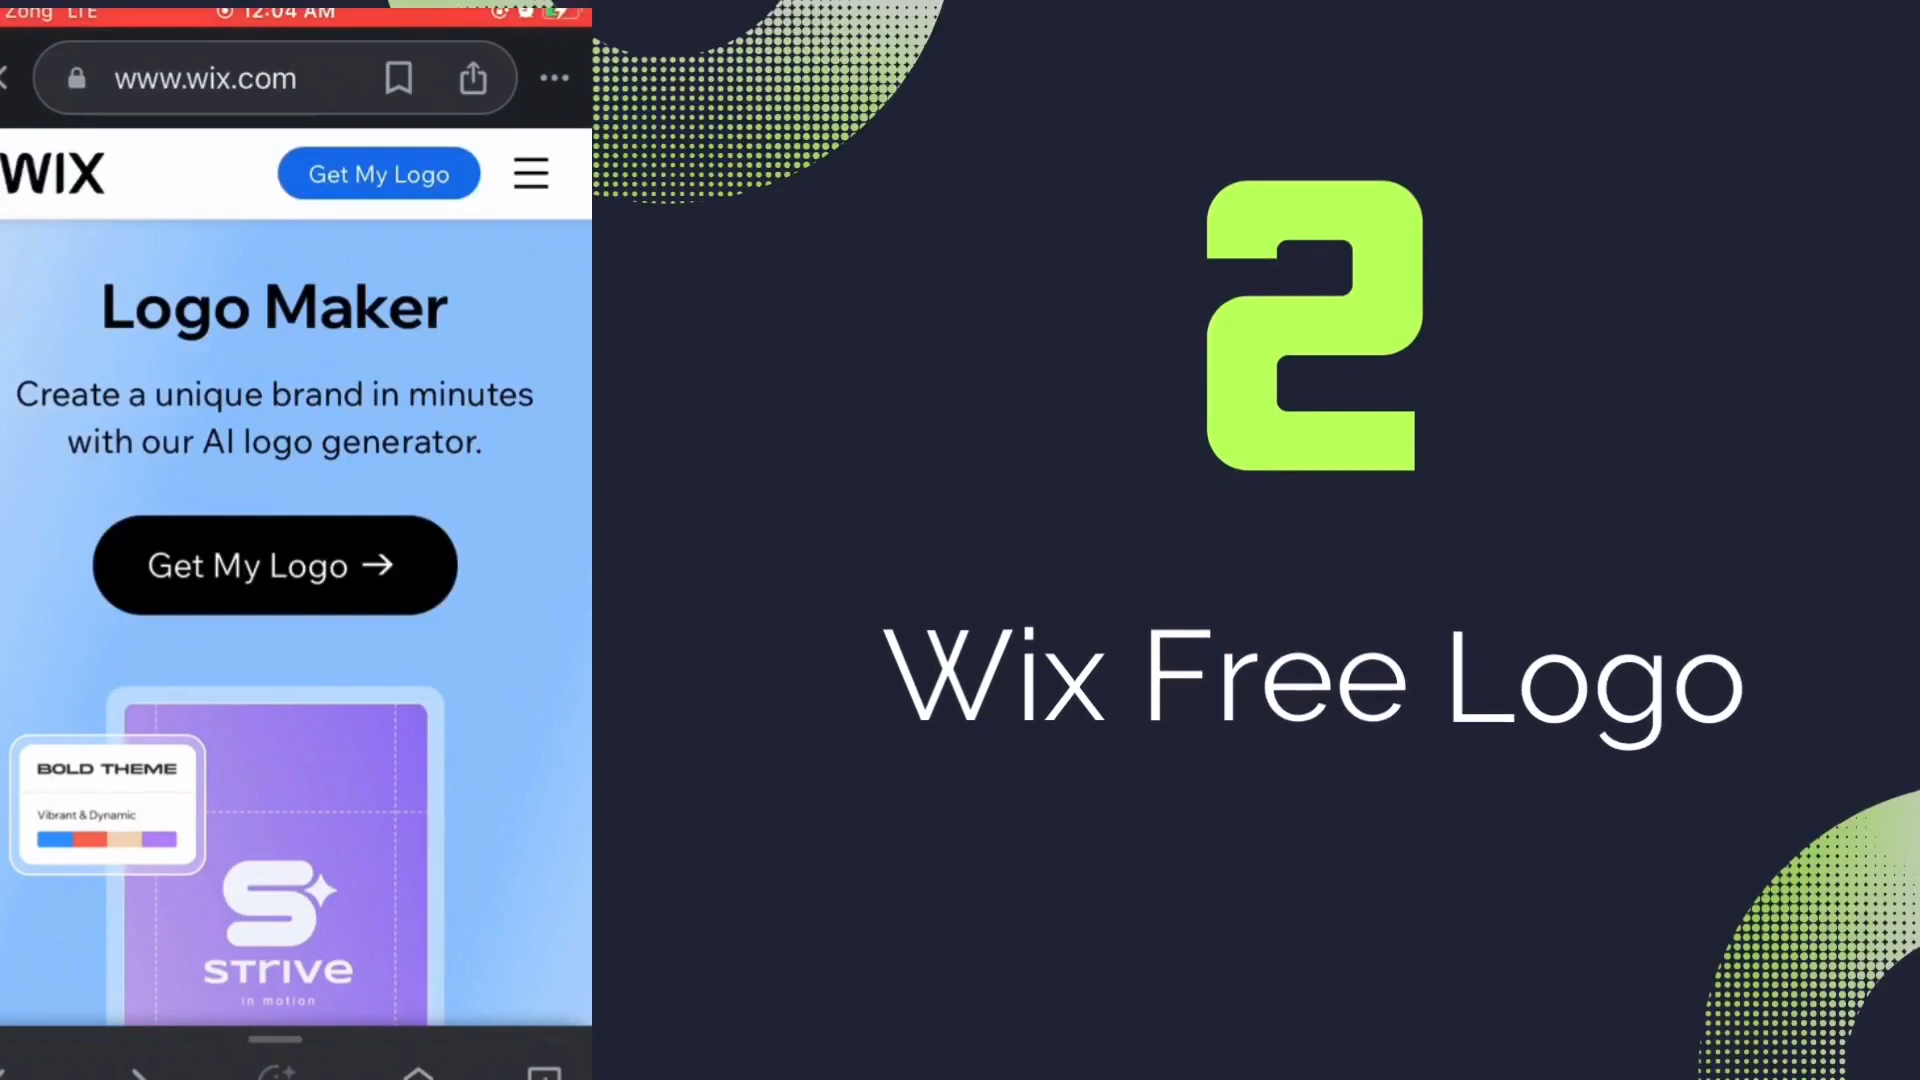 Zong LTE 12:04 AM
www.wix.com
WIX
Get My Logo
Logo Maker
Create a unique brand in minutes
with our AI logo generator.
Get My Logo →
BOLD THEME
Vibrant & Dynamic
S
STrIVe
in motion
2
Wix Free Logo